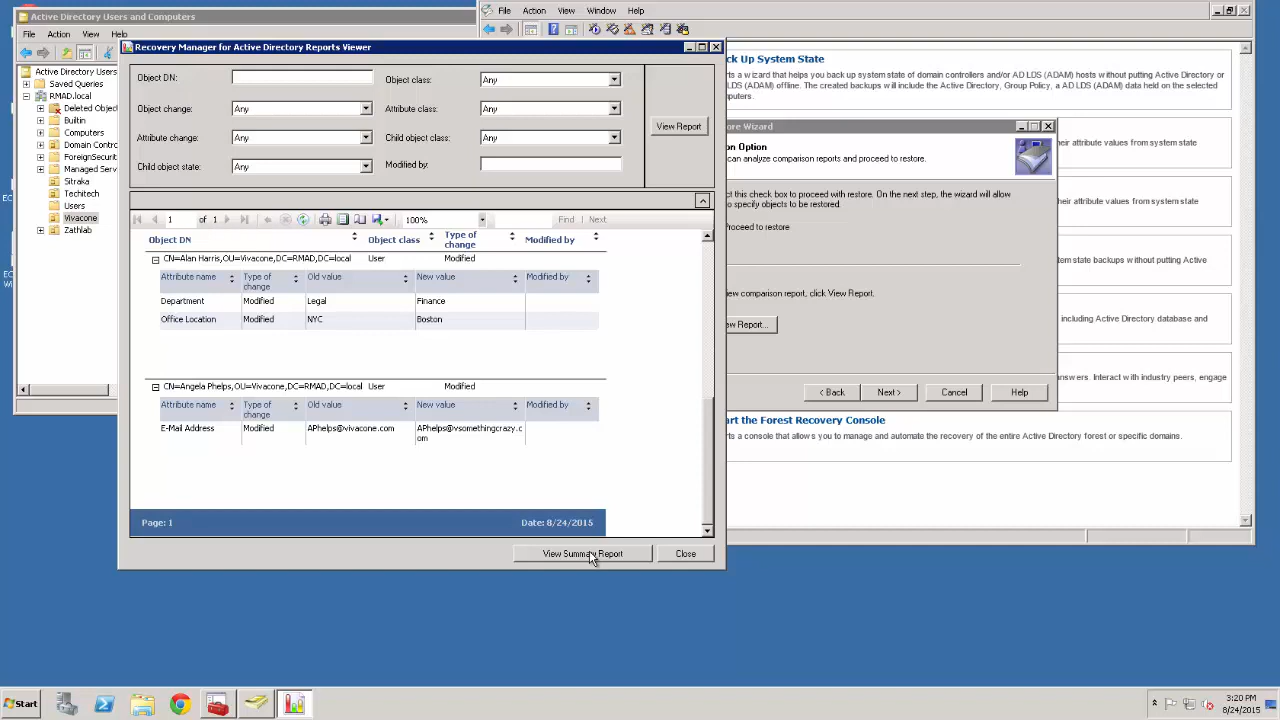 Active Directory Users and Computers
File Action View Help
Active Directory Users
Saved Queries
RMAD.local
Deleted Objec
Builtin
Computers
Domain Contro
ForeignSecurit
Managed Serv
Sitraka
Techitech
Users
Vivacone
Zathlab
File Action View Window Help
ck Up System State
rts a wizard that helps you back up system state of domain controllers and/or AD LDS (ADAM) hosts without putting Active Directory or
LDS (ADAM) offline. The created backups will include the Active Directory, Group Policy, a AD LDS (ADAM) data held on the selected
mputers.
heir attribute values from system state
y values from system state
tem state backups without putting Active
including Active Directory database and
nswers. Interact with industry peers, engage
art the Forest Recovery Console
rts a console that allows you to manage and automate the recovery of the entire Active Directory forest or specific domains.
ore Wizard
on Option
can analyze comparison reports and proceed to restore.
ct this check box to proceed with restore. On the next step, the wizard will allow
to specify objects to be restored.
Proceed to restore
iew comparison report, click View Report.
ew Report...
< Back Next > Cancel Help
Recovery Manager for Active Directory Reports Viewer
Object DN: Object class: Any
Object change: Any Attribute class: Any
Attribute change: Any Child object class: Any
Child object state: Any Modified by:
View Report
1 of 1 100% Find | Next
Object DN Object class Type of change Modified by
CN=Alan Harris,OU=Vivacone,DC=RMAD,DC=local User Modified
Attribute name Type of change Old value New value Modified by
Department Modified Legal Finance
Office Location Modified NYC Boston
CN=Angela Phelps,OU=Vivacone,DC=RMAD,DC=local User Modified
Attribute name Type of change Old value New value Modified by
E-Mail Address Modified APhelps@vivacone.com APhelps@vsomethingcrazy.c
om
Page: 1 Date: 8/24/2015
View Summary Report Close
Start
3:20 PM
8/24/2015